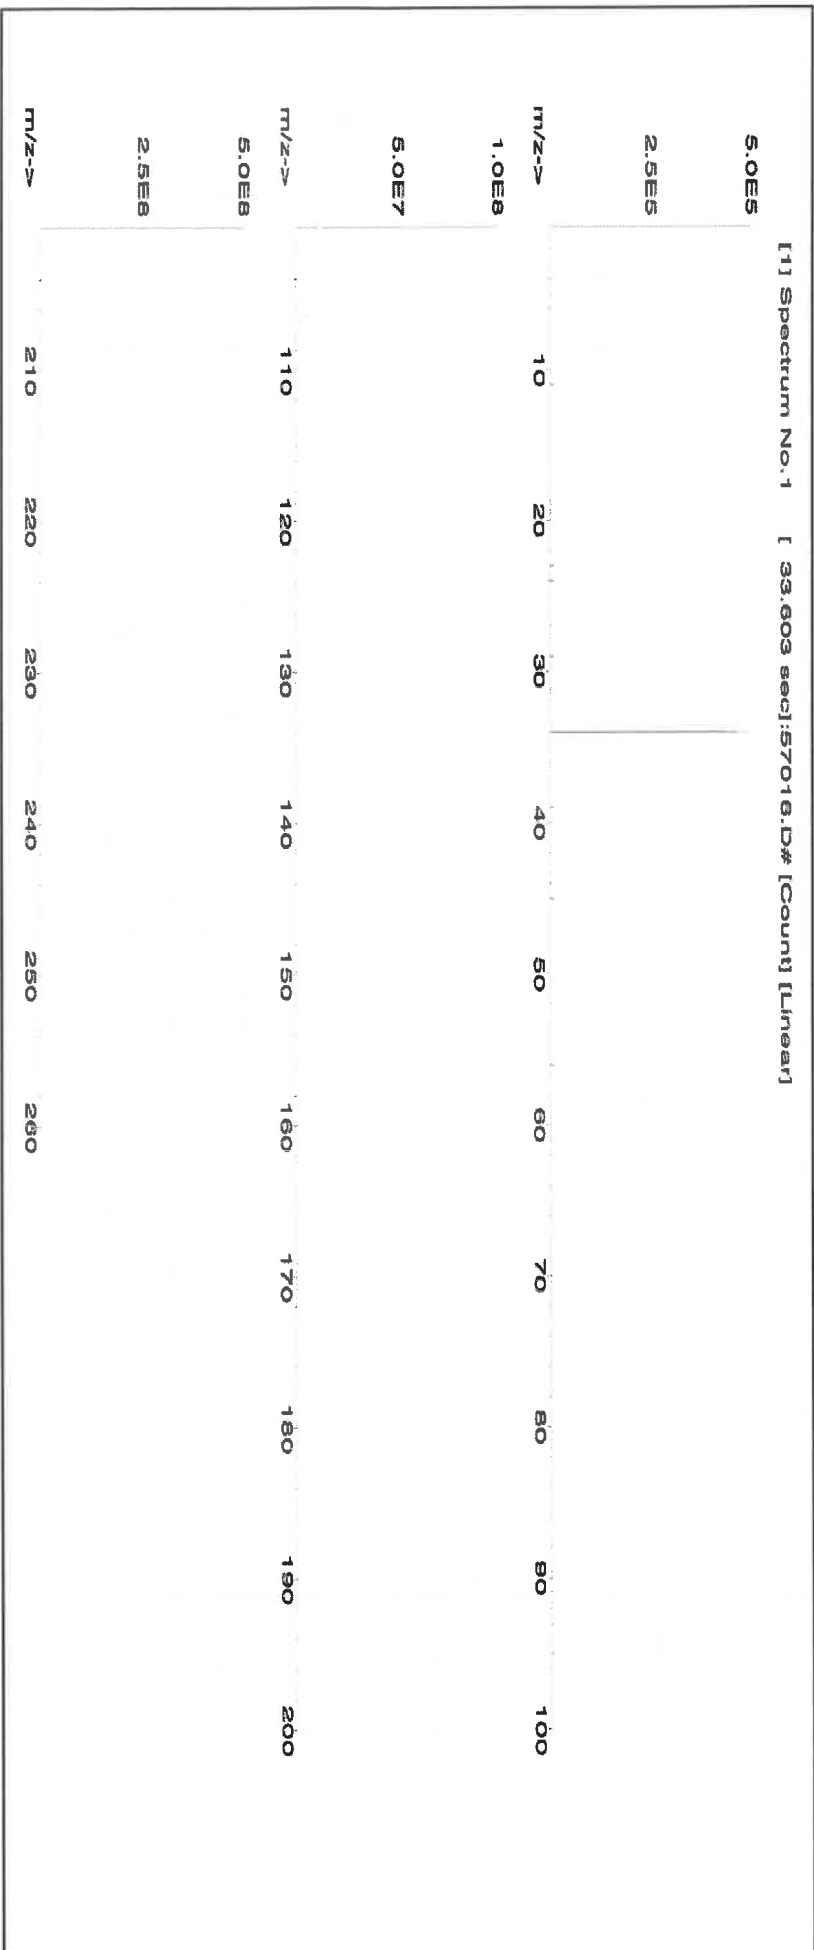 [1] Spectrum No.1 [ 33.603 sec]:57016.D# [Count] [Linear]
5.0E5
2.5E5
m/z-> 10 20 30 40 50 60 70 80 90 100
1.0E8
5.0E7
m/z-> 110 120 130 140 150 160 170 180 190 200
5.0E8
2.5E8
m/z-> 210 220 230 240 250 260